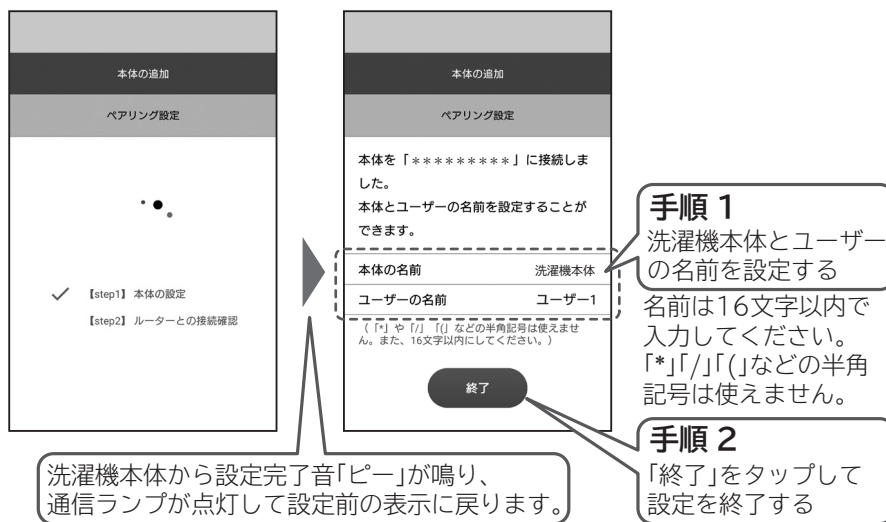 本体の追加
ペアリング設定
【step1】 本体の設定
【step2】 ルーターとの接続確認
本体の追加
ペアリング設定
本体を「*********」に接続しま
した。
本体とユーザーの名前を設定することが
できます。
本体の名前 洗濯機本体
ユーザーの名前 ユーザー1
(「*」や「/」「(」などの半角記号は使えませ
ん。また、16文字以内にしてください。)
終了
手順 1
洗濯機本体とユーザー
の名前を設定する
名前は16文字以内で
入力してください。
「*」「/」「(」などの半角
記号は使えません。
手順 2
「終了」をタップして
設定を終了する
洗濯機本体から設定完了音「ピー」が鳴り、
通信ランプが点灯して設定前の表示に戻ります。